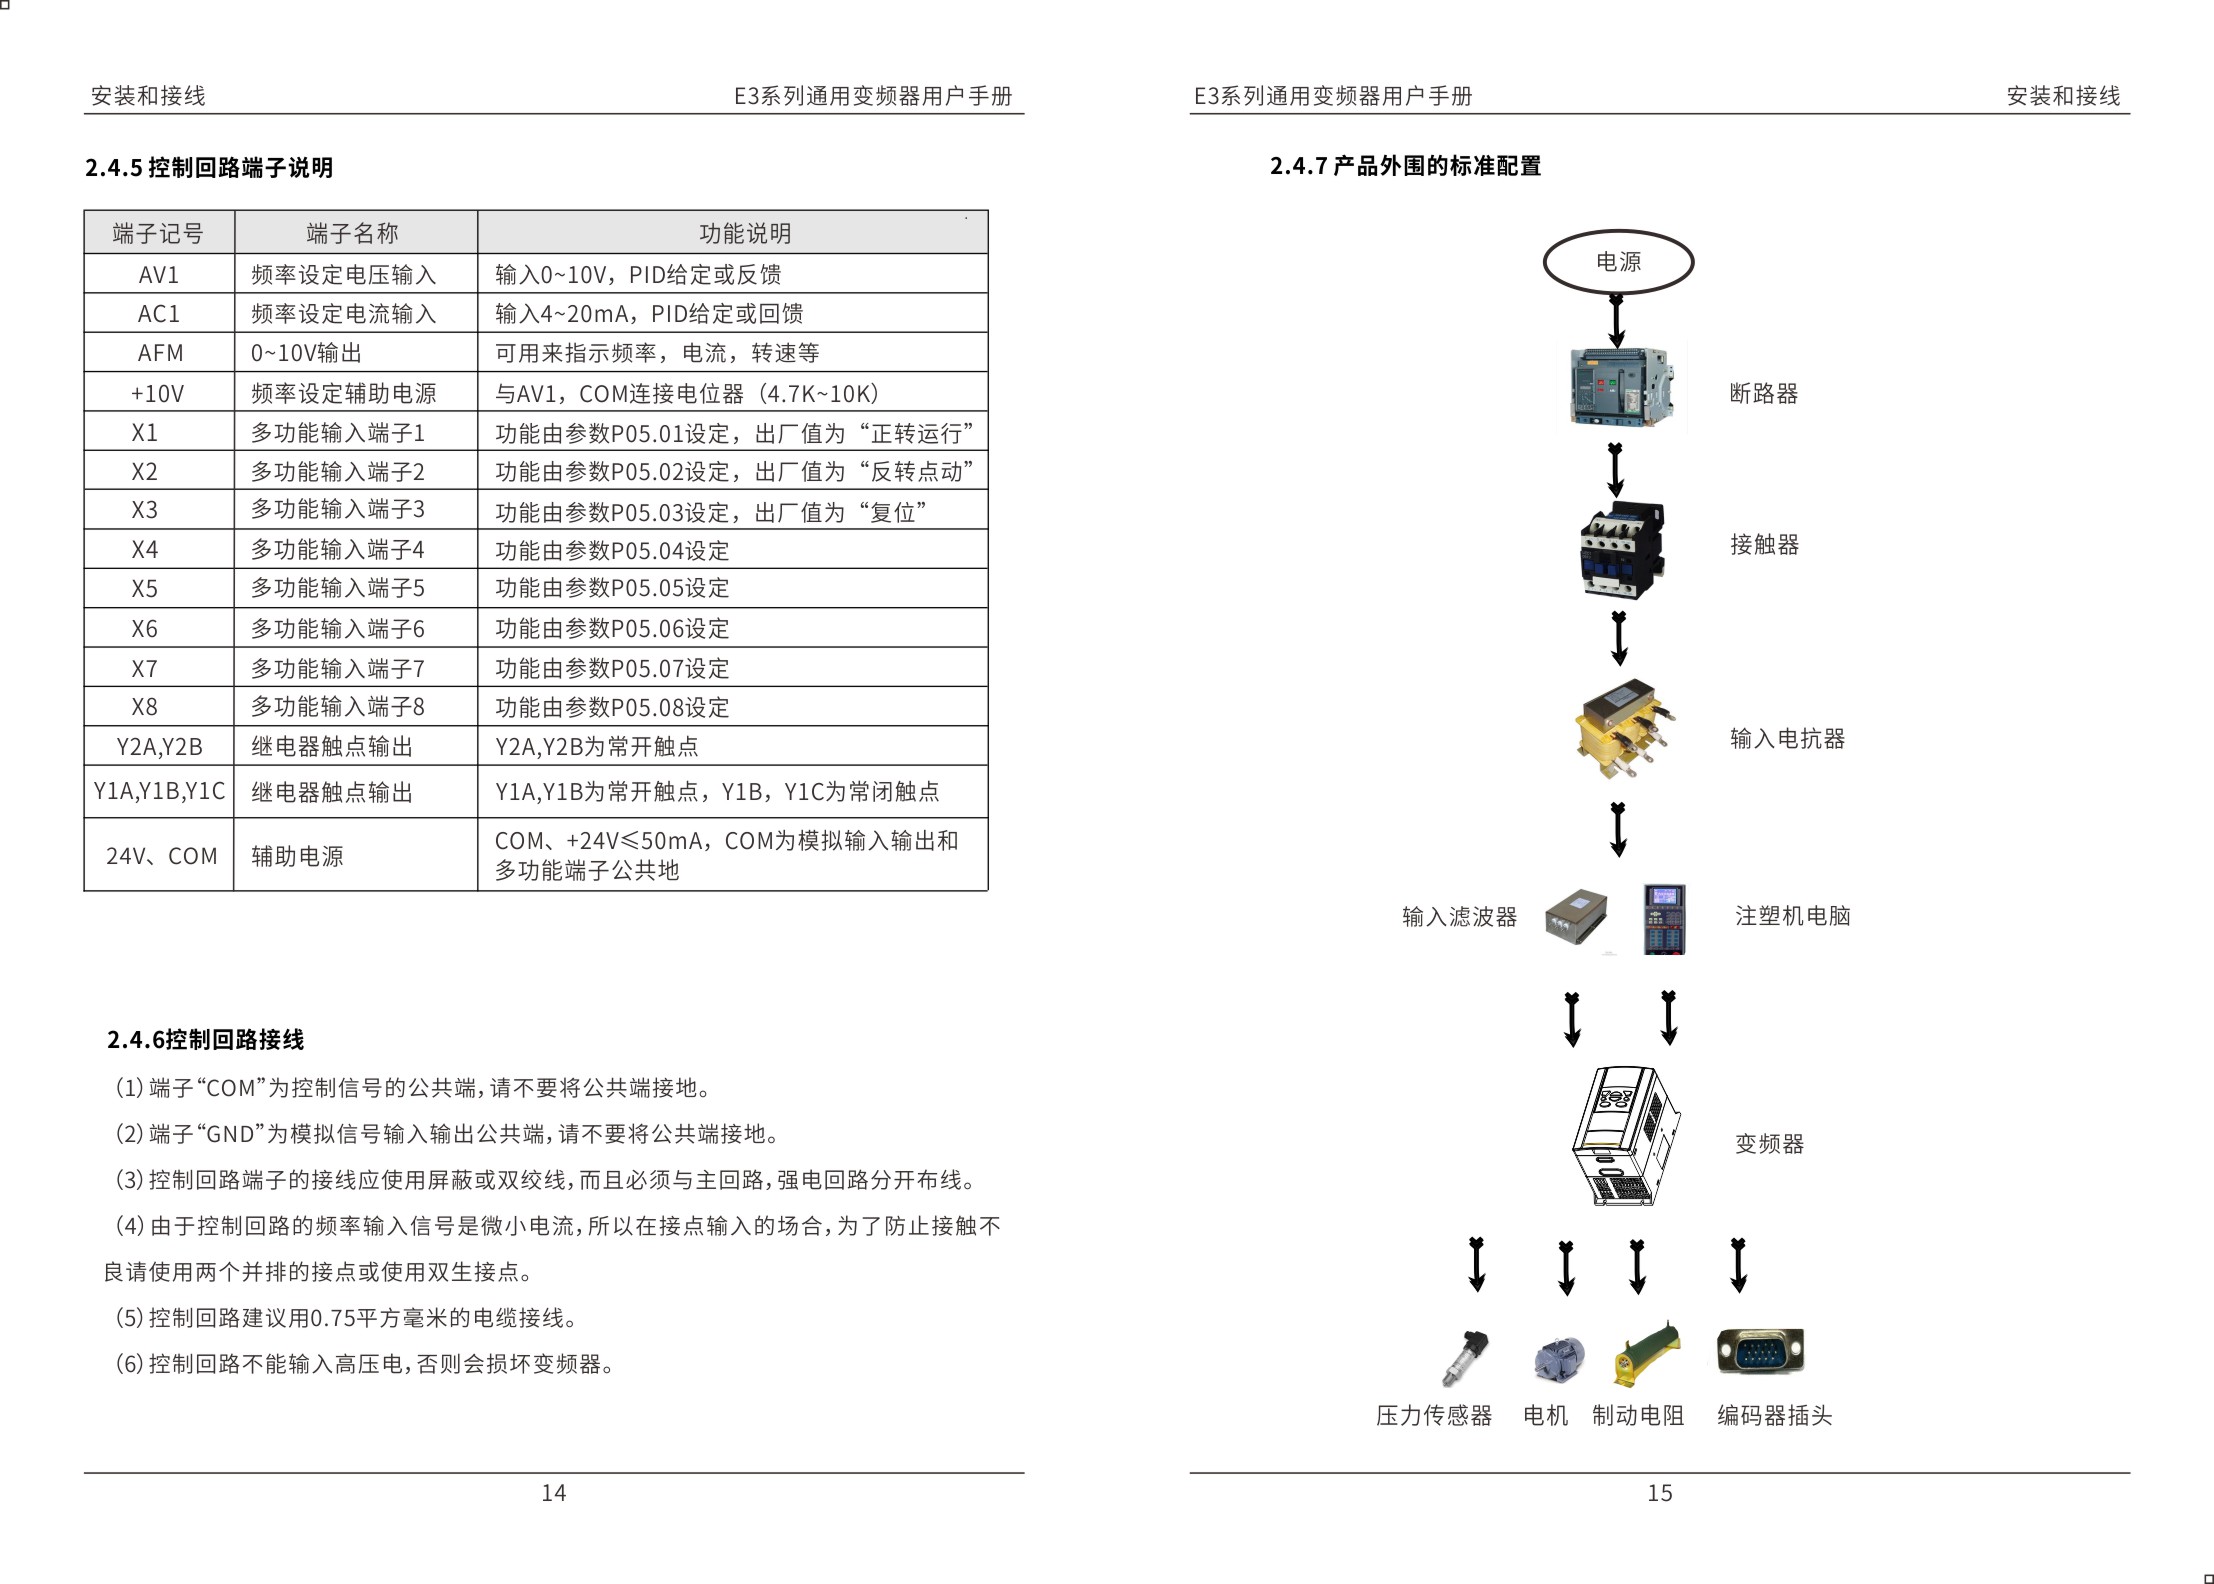 安装和接线 E3系列通用变频器用户手册
2.4.5 控制回路端子说明
端子记号 端子名称 功能说明
AV1 频率设定电压输入 输入0~10V，PID给定或反馈
AC1 频率设定电流输入 输入4~20mA，PID给定或回馈
AFM 0~10V输出 可用来指示频率，电流，转速等
+10V 频率设定辅助电源 与AV1，COM连接电位器（4.7K~10K）
X1 多功能输入端子1 功能由参数P05.01设定，出厂值为“正转运行”
X2 多功能输入端子2 功能由参数P05.02设定，出厂值为“反转点动”
X3 多功能输入端子3 功能由参数P05.03设定，出厂值为“复位”
X4 多功能输入端子4 功能由参数P05.04设定
X5 多功能输入端子5 功能由参数P05.05设定
X6 多功能输入端子6 功能由参数P05.06设定
X7 多功能输入端子7 功能由参数P05.07设定
X8 多功能输入端子8 功能由参数P05.08设定
Y2A,Y2B 继电器触点输出 Y2A,Y2B为常开触点
Y1A,Y1B,Y1C 继电器触点输出 Y1A,Y1B为常开触点，Y1B，Y1C为常闭触点
24V、COM 辅助电源 COM、+24V≤50mA，COM为模拟输入输出和
多功能端子公共地
2.4.6控制回路接线
（1）端子“COM”为控制信号的公共端，请不要将公共端接地。
（2）端子“GND”为模拟信号输入输出公共端，请不要将公共端接地。
（3）控制回路端子的接线应使用屏蔽或双绞线，而且必须与主回路，强电回路分开布线。
（4）由于控制回路的频率输入信号是微小电流，所以在接点输入的场合，为了防止接触不
良请使用两个并排的接点或使用双生接点。
（5）控制回路建议用0.75平方毫米的电缆接线。
（6）控制回路不能输入高压电，否则会损坏变频器。
14
E3系列通用变频器用户手册 安装和接线
2.4.7 产品外围的标准配置
电源
断路器
接触器
输入电抗器
输入滤波器 注塑机电脑
变频器
压力传感器 电机 制动电阻 编码器插头
15